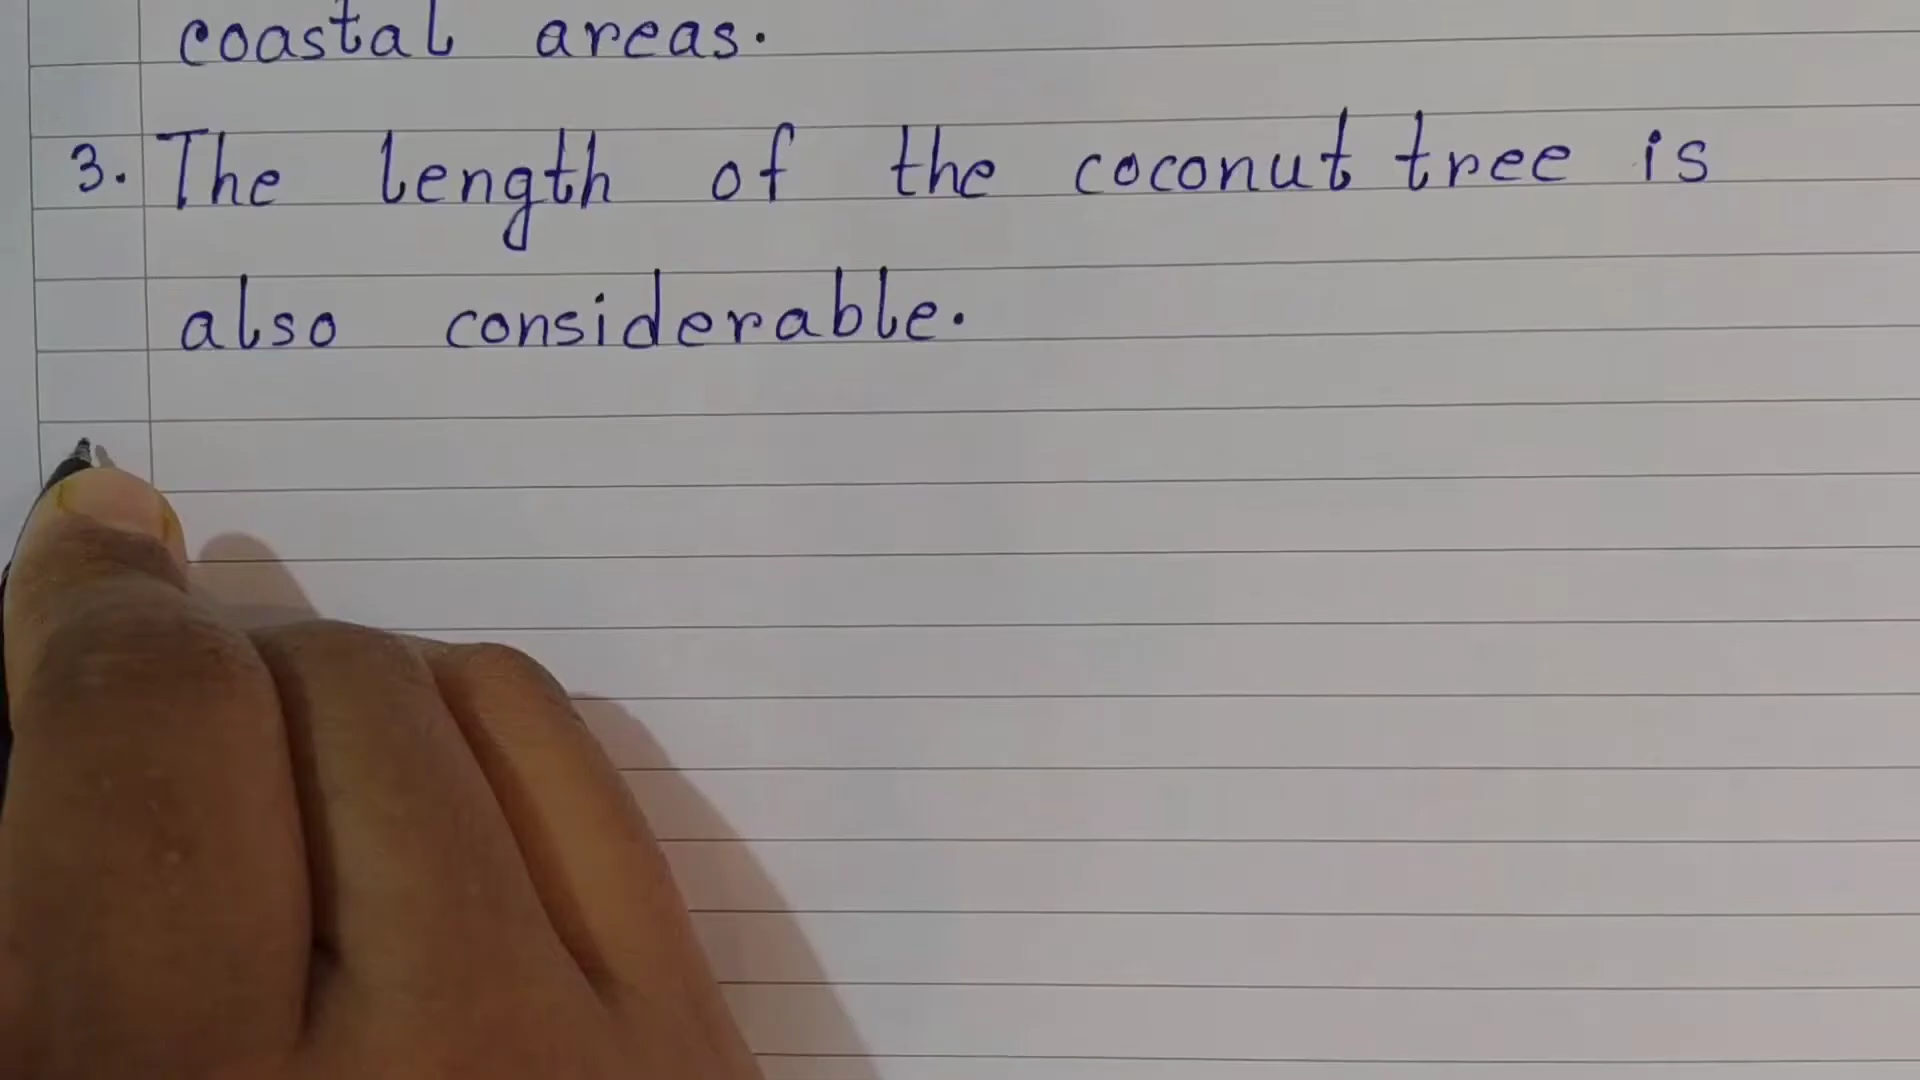 coastal areas.
3. The length of the coconut tree is
also considerable.